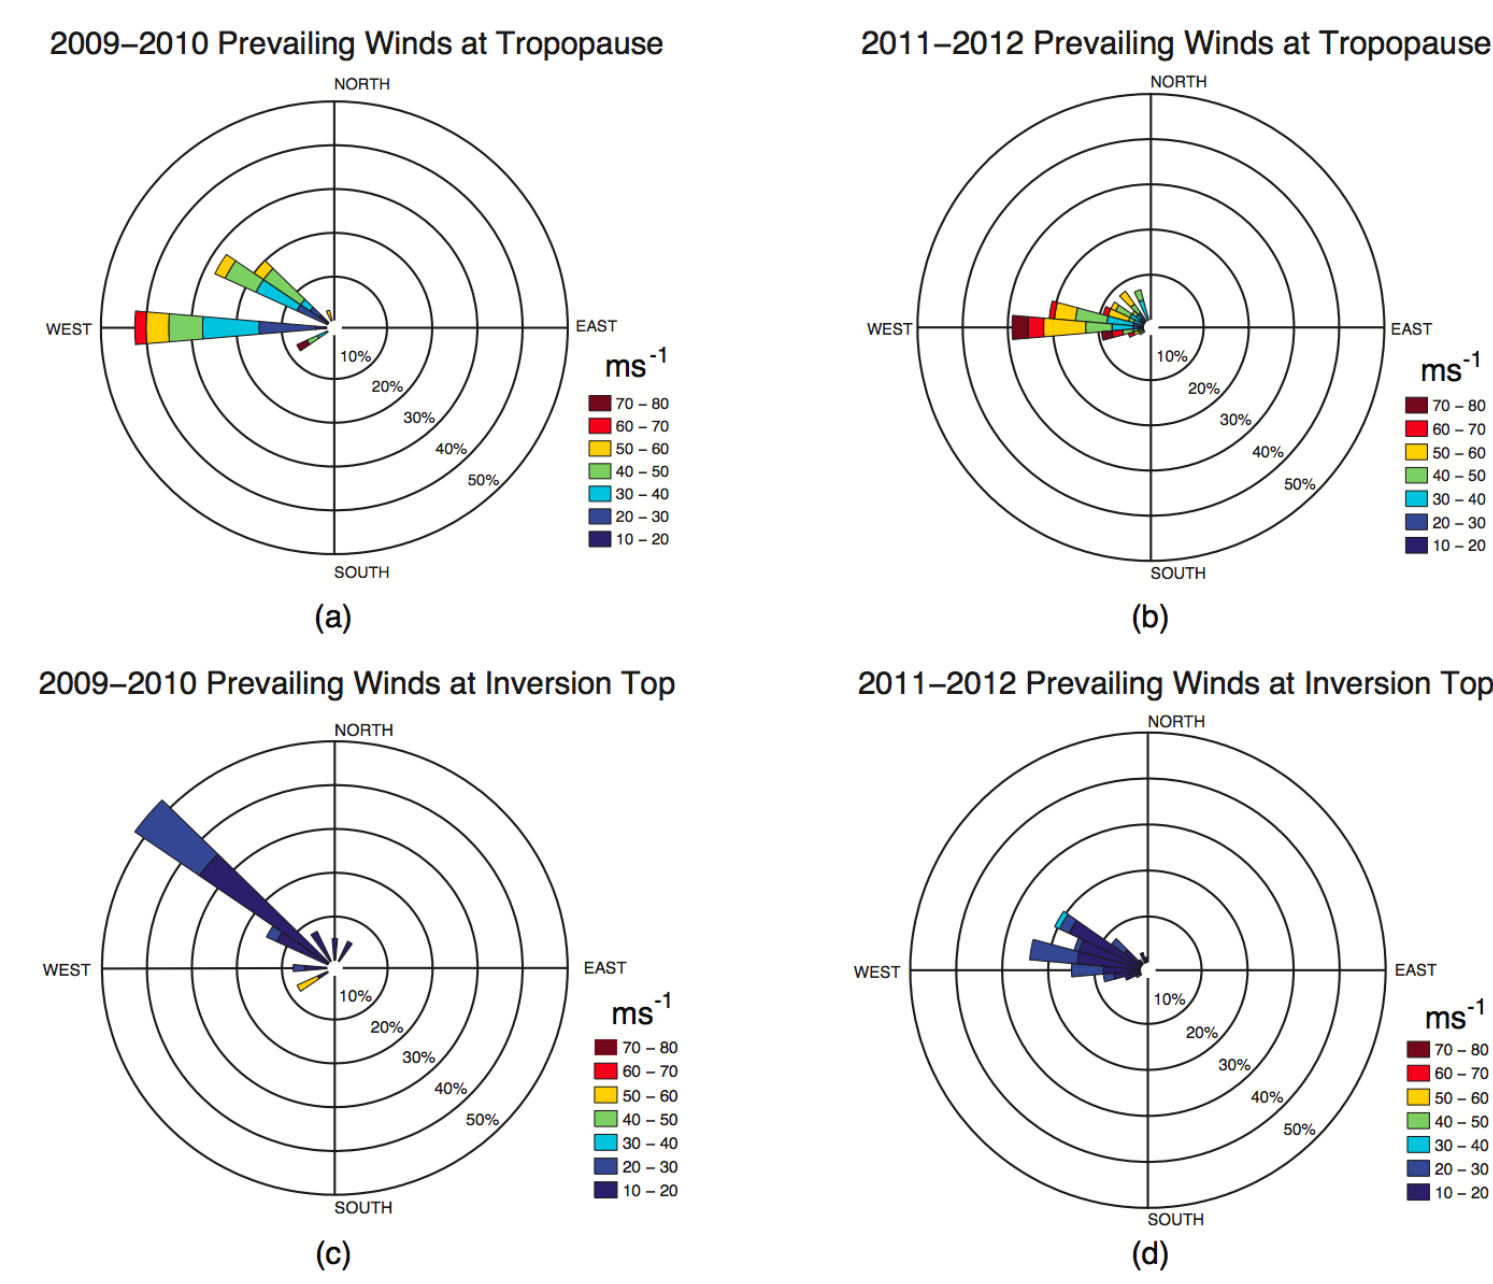 2009–2010 Prevailing Winds at Tropopause
NORTH
WEST
EAST
SOUTH
10%
20%
30%
40%
50%
ms-1
70 – 80
60 – 70
50 – 60
40 – 50
30 – 40
20 – 30
10 – 20
(a)
2011–2012 Prevailing Winds at Tropopause
NORTH
WEST
EAST
SOUTH
10%
20%
30%
40%
50%
ms-1
70 – 80
60 – 70
50 – 60
40 – 50
30 – 40
20 – 30
10 – 20
(b)
2009–2010 Prevailing Winds at Inversion Top
NORTH
WEST
EAST
SOUTH
10%
20%
30%
40%
50%
ms-1
70 – 80
60 – 70
50 – 60
40 – 50
30 – 40
20 – 30
10 – 20
(c)
2011–2012 Prevailing Winds at Inversion Top
NORTH
WEST
EAST
SOUTH
10%
20%
30%
40%
50%
ms-1
70 – 80
60 – 70
50 – 60
40 – 50
30 – 40
20 – 30
10 – 20
(d)